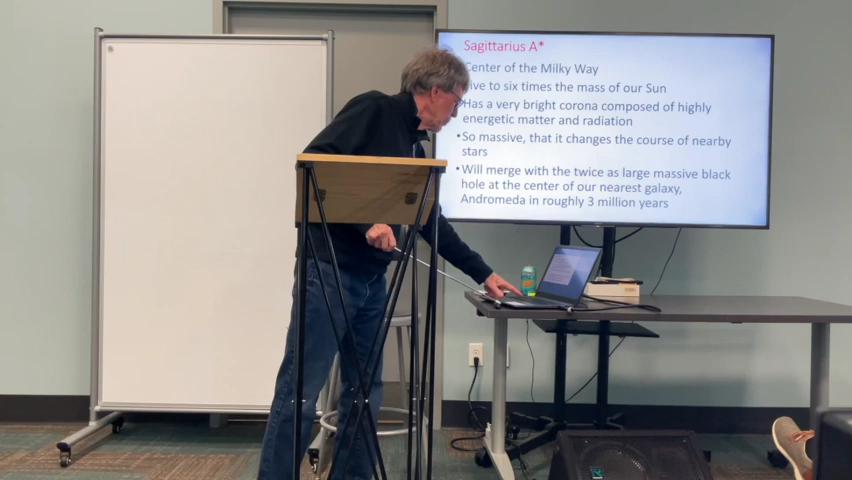 Sagittarius A*
Center of the Milky Way
ive to six times the mass of our Sun
Has a very bright corona composed of highly
energetic matter and radiation
• So massive, that it changes the course of nearby
stars
• Will merge with the twice as large massive black
hole at the center of our nearest galaxy,
Andromeda in roughly 3 million years